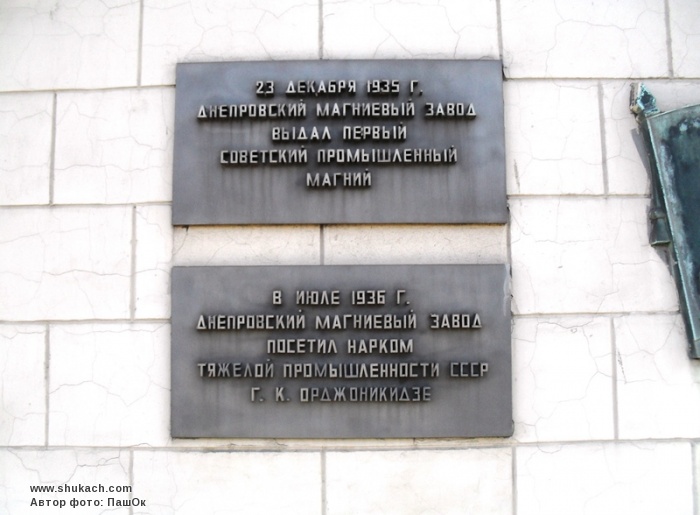 23 ДЕКАБРЯ 1935 Г.
ДНЕПРОВСКИЙ МАГНИЕВЫЙ ЗАВОД
ВЫДАЛ ПЕРВЫЙ
СОВЕТСКИЙ ПРОМЫШЛЕННЫЙ
МАГНИЙ
В ИЮЛЕ 1936 Г.
ДНЕПРОВСКИЙ МАГНИЕВЫЙ ЗАВОД
ПОСЕТИЛ НАРКОМ
ТЯЖЕЛОЙ ПРОМЫШЛЕННОСТИ СССР
Г. К. ОРДЖОНИКИДЗЕ
www.shukach.com
Автор фото: ПашОк